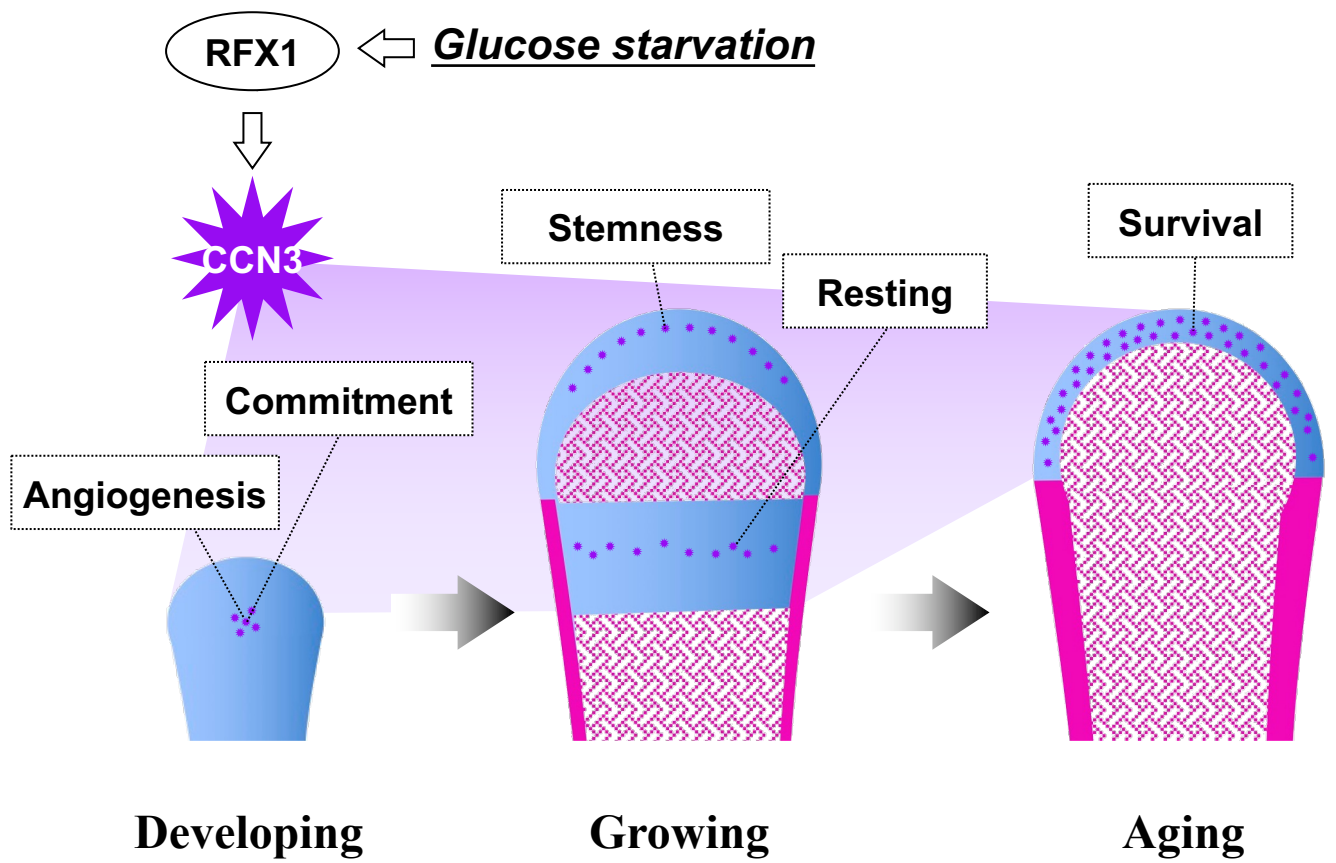 RFX1
Glucose starvation
CCN3
Stemness
Survival
Resting
Commitment
Angiogenesis
Developing
Growing
Aging